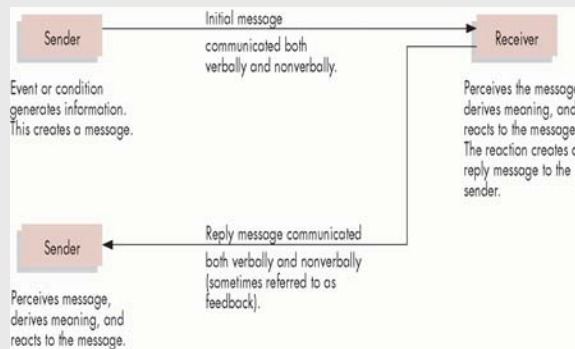 Sender
Initial message
communicated both
verbally and nonverbally.
Receiver
Event or condition
generates information.
This creates a message.
Perceives the message
derives meaning, and
reacts to the message
The reaction creates
reply message to the
sender.
Sender
Reply message communicated
both verbally and nonverbally
(sometimes referred to as
feedback).
Perceives message,
derives meaning, and
reacts to the message.